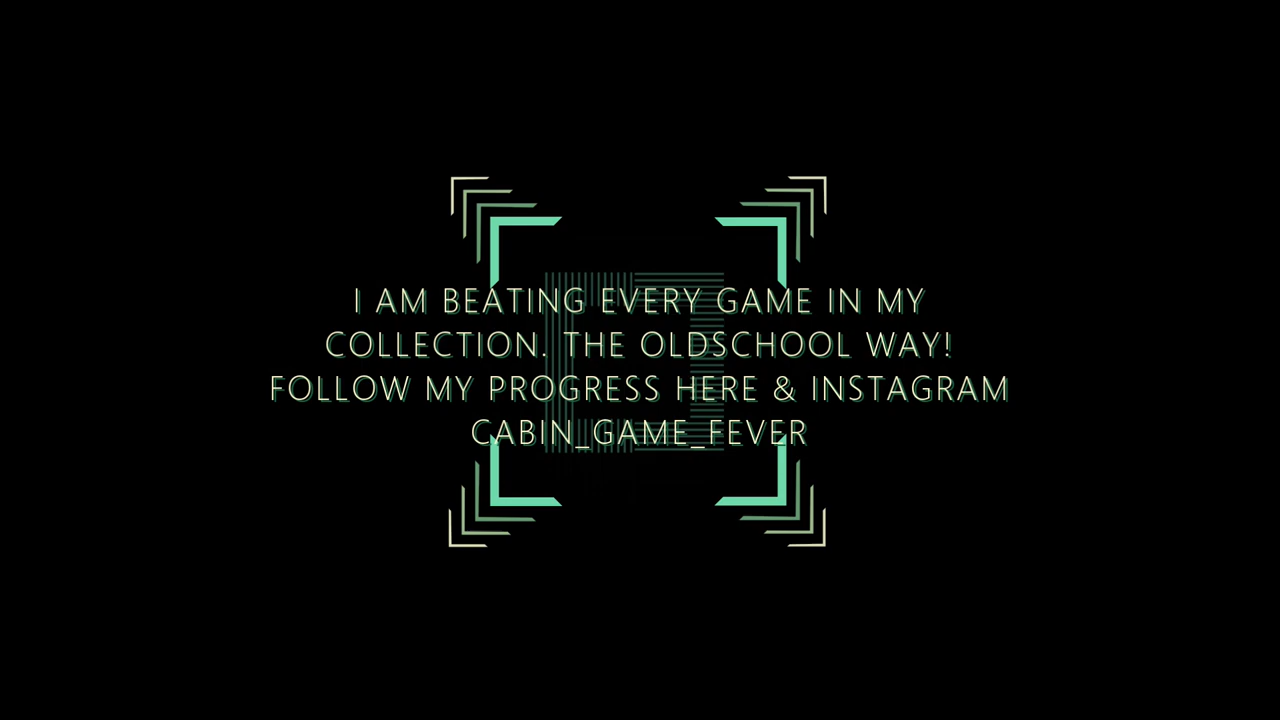 I AM BEATING EVERY GAME IN MY
COLLECTION. THE OLDSCHOOL WAY!
FOLLOW MY PROGRESS HERE & INSTAGRAM
CABIN_GAME_FEVER